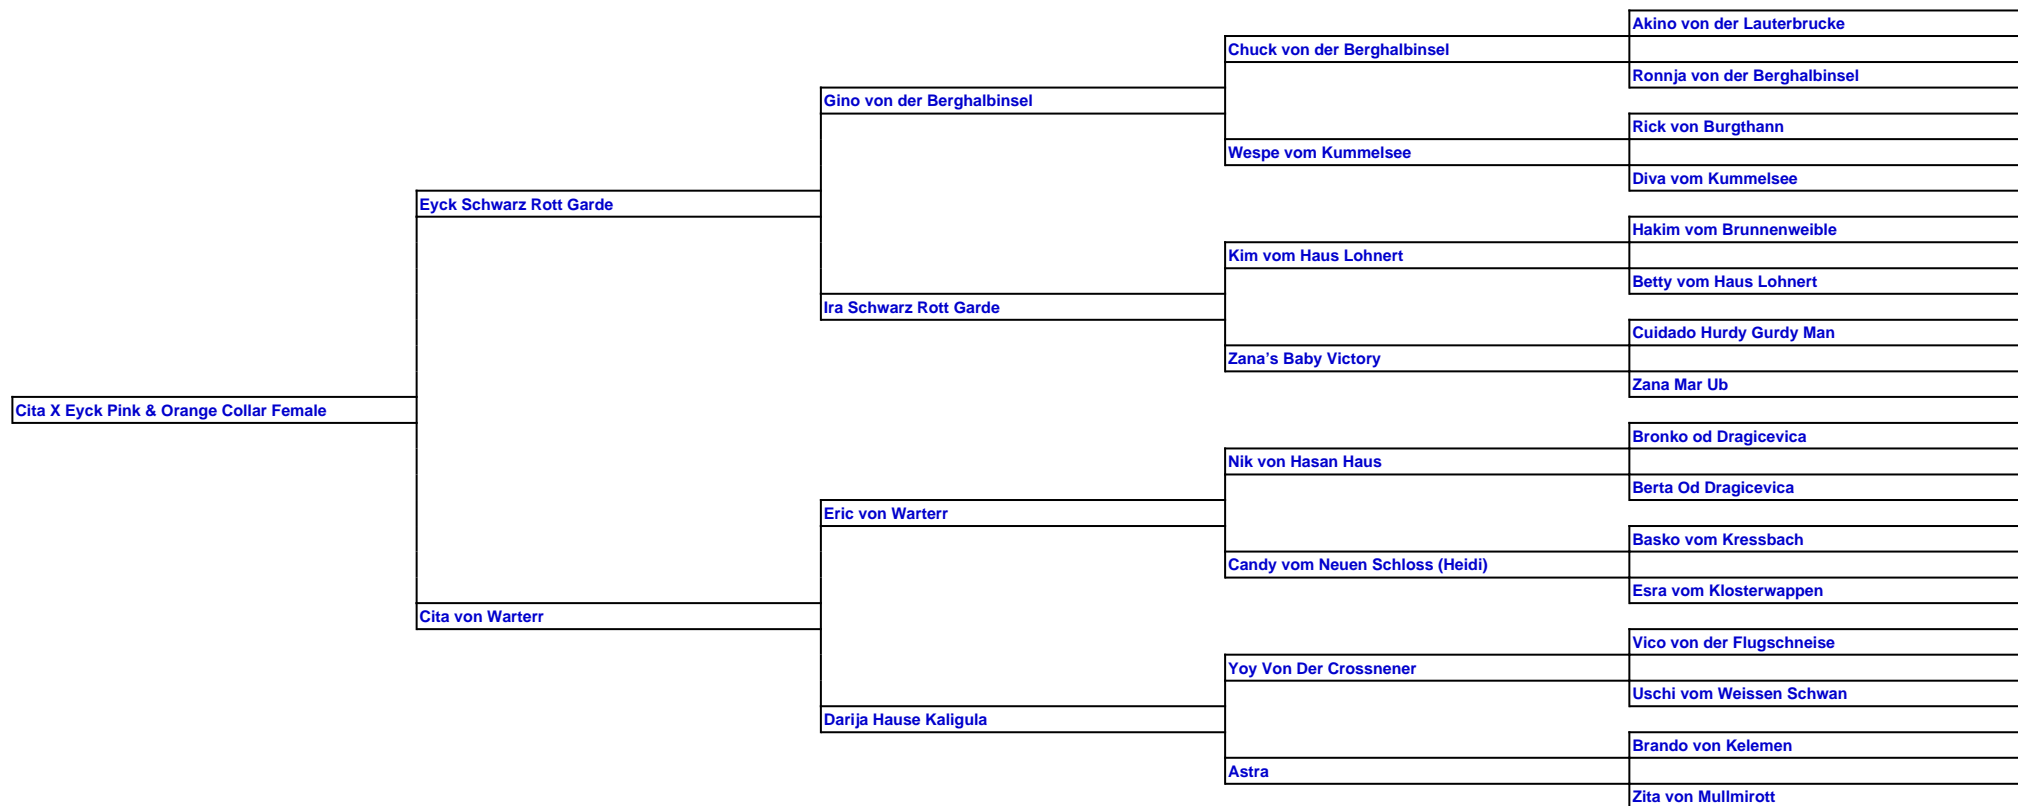 Akino von der Lauterbrucke
Chuck von der Berghalbinsel
Ronnja von der Berghalbinsel
Gino von der Berghalbinsel
Rick von Burgthann
Wespe vom Kummelsee
Diva vom Kummelsee
Eyck Schwarz Rott Garde
Hakim vom Brunnenweible
Kim vom Haus Lohnert
Betty vom Haus Lohnert
Ira Schwarz Rott Garde
Cuidado Hurdy Gurdy Man
Zana’s Baby Victory
Zana Mar Ub
Cita X Eyck Pink & Orange Collar Female
Bronko od Dragicevica
Nik von Hasan Haus
Berta Od Dragicevica
Eric von Warterr
Basko vom Kressbach
Candy vom Neuen Schloss (Heidi)
Esra vom Klosterwappen
Cita von Warterr
Vico von der Flugschneise
Yoy Von Der Crossnener
Uschi vom Weissen Schwan
Darija Hause Kaligula
Brando von Kelemen
Astra
Zita von Mullmirott